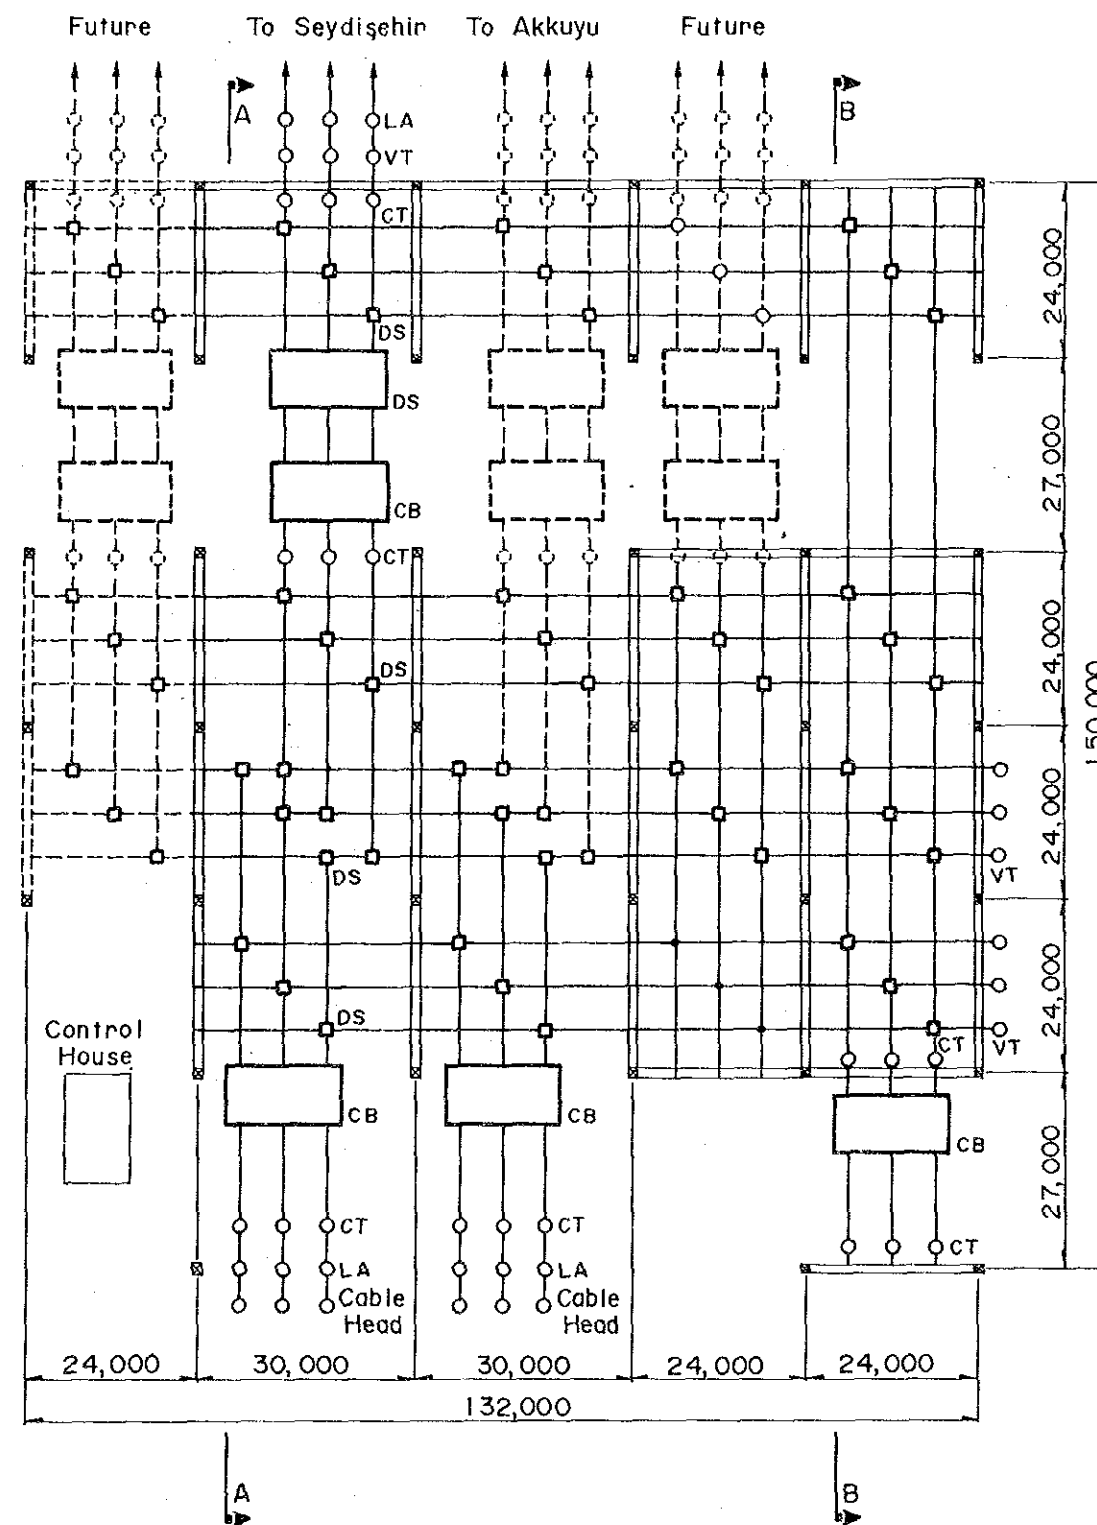 Future
To Seydişehir
To Akkuyu
Future
A
B
LA
VT
CT
DS
24,000
DS
27,000
CB
CT
DS
24,000
150,000
24,000
DS
VT
24,000
DS
Control
House
CT
VT
CB
CB
CB
27,000
CT
CT
CT
LA
LA
Cable
Head
Cable
Head
24,000
30,000
30,000
24,000
24,000
132,000
A
B